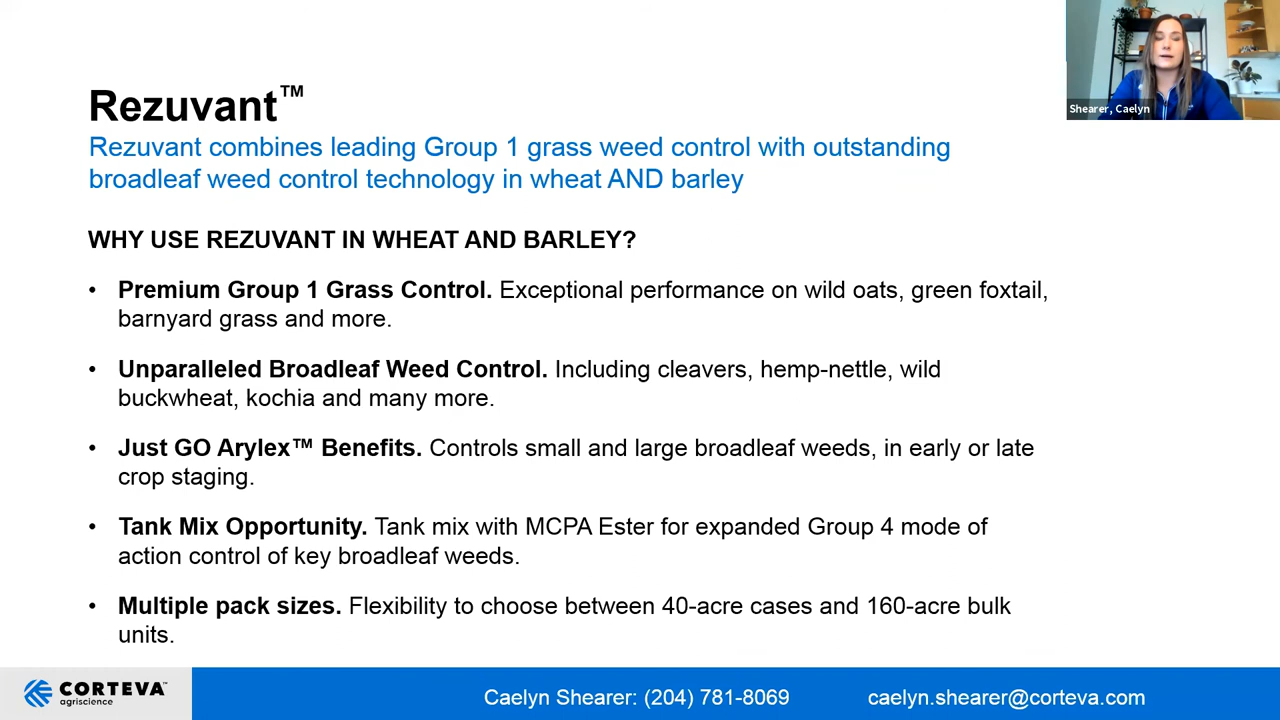 Rezuvant™
Rezuvant combines leading Group 1 grass weed control with outstanding
broadleaf weed control technology in wheat AND barley
WHY USE REZUVANT IN WHEAT AND BARLEY?
• Premium Group 1 Grass Control. Exceptional performance on wild oats, green foxtail,
barnyard grass and more.
• Unparalleled Broadleaf Weed Control. Including cleavers, hemp-nettle, wild
buckwheat, kochia and many more.
• Just GO Arylex™ Benefits. Controls small and large broadleaf weeds, in early or late
crop staging.
• Tank Mix Opportunity. Tank mix with MCPA Ester for expanded Group 4 mode of
action control of key broadleaf weeds.
• Multiple pack sizes. Flexibility to choose between 40-acre cases and 160-acre bulk
units.
Shearer, Caelyn
CORTEVA™
agriscience
Caelyn Shearer: (204) 781-8069
caelyn.shearer@corteva.com